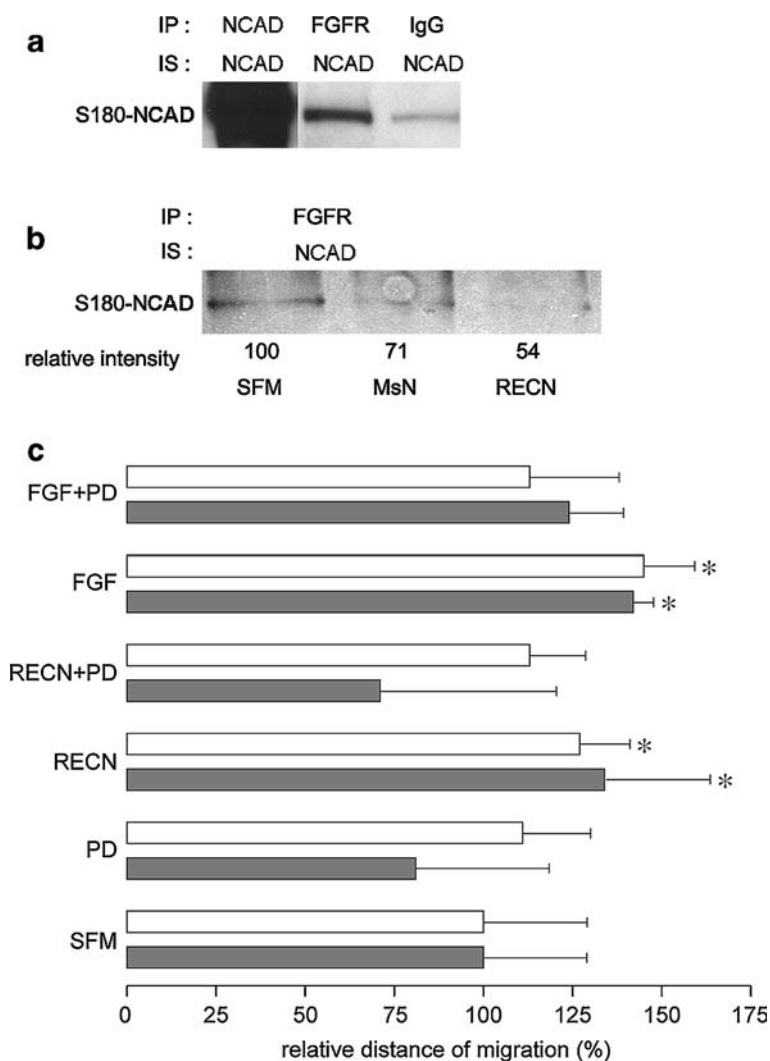 a
IP : NCAD FGFR IgG
IS : NCAD NCAD NCAD
S180-NCAD
b
IP : FGFR
IS : NCAD
S180-NCAD
relative intensity 100 71 54
SFM MsN RECN
c
FGF+PD
FGF
*
*
RECN+PD
RECN
*
*
PD
SFM
0 25 50 75 100 125 150 175
relative distance of migration (%)